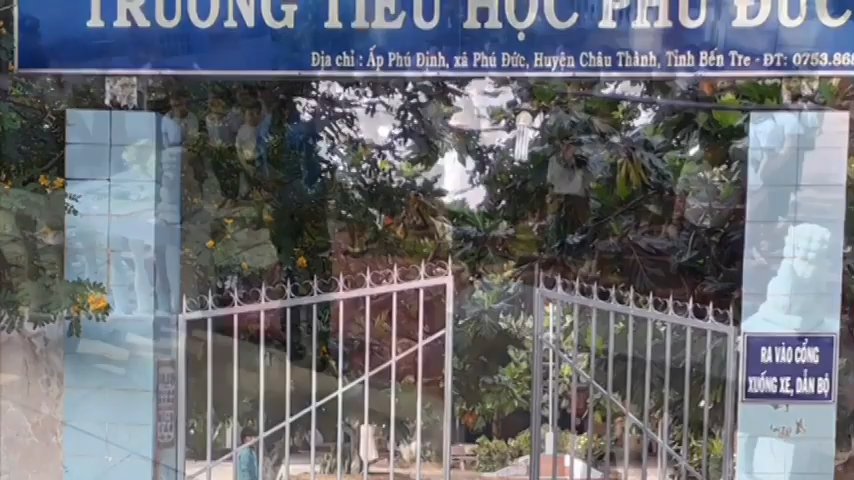 TRƯỜNG TIỂU HỌC PHÚ ĐỨC
Địa chỉ : Ấp Phú Định, xã Phú Đức, Huyện Châu Thành, Tỉnh Bến Tre - ĐT: 0753.868
RA VÀO CỔNG
XUỐNG XE, DẪN BỘ